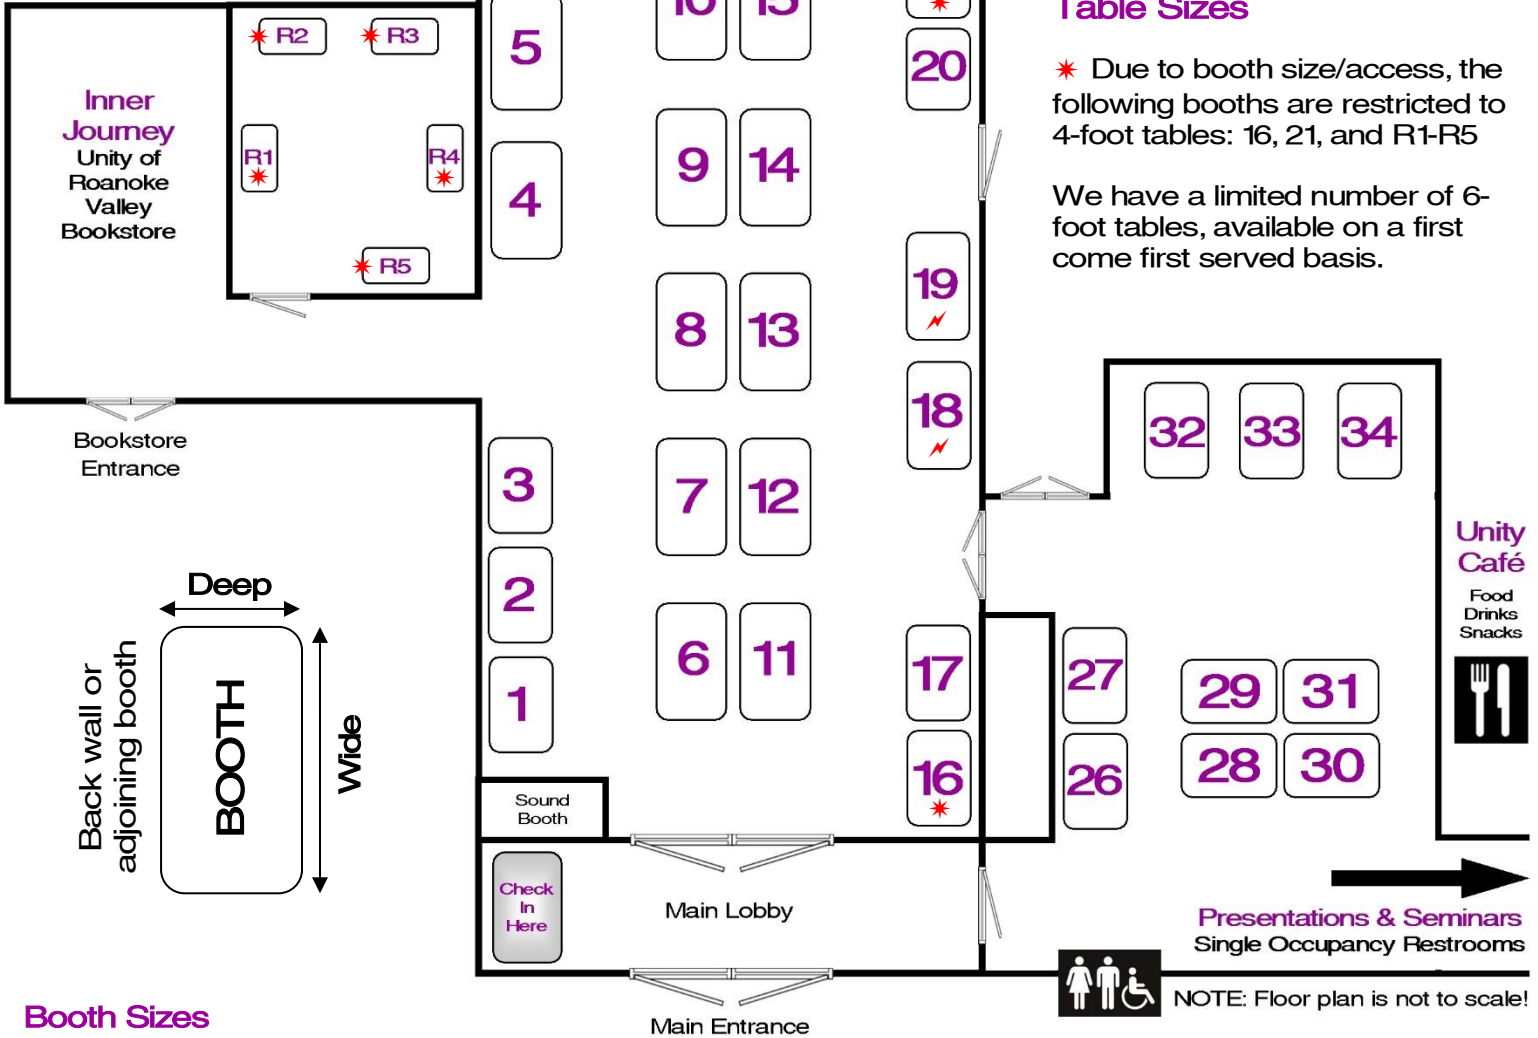 Table Sizes
Due to booth size/access, the
following booths are restricted to
4-foot tables: 16, 21, and R1-R5
We have a limited number of 6-
foot tables, available on a first
come first served basis.
R2
R3
R1
R4
R5
Inner
Journey
Unity of
Roanoke
Valley
Bookstore
Bookstore
Entrance
5
4
3
2
1
10
15
9
14
8
13
7
12
6
11
20
19
18
17
16
32
33
34
27
26
29
31
28
30
Unity
Café
Food
Drinks
Snacks
Deep
Back wall or
adjoining booth
BOOTH
Wide
Sound
Booth
Check
In
Here
Main Lobby
Main Entrance
Presentations & Seminars
Single Occupancy Restrooms
NOTE: Floor plan is not to scale!
Booth Sizes